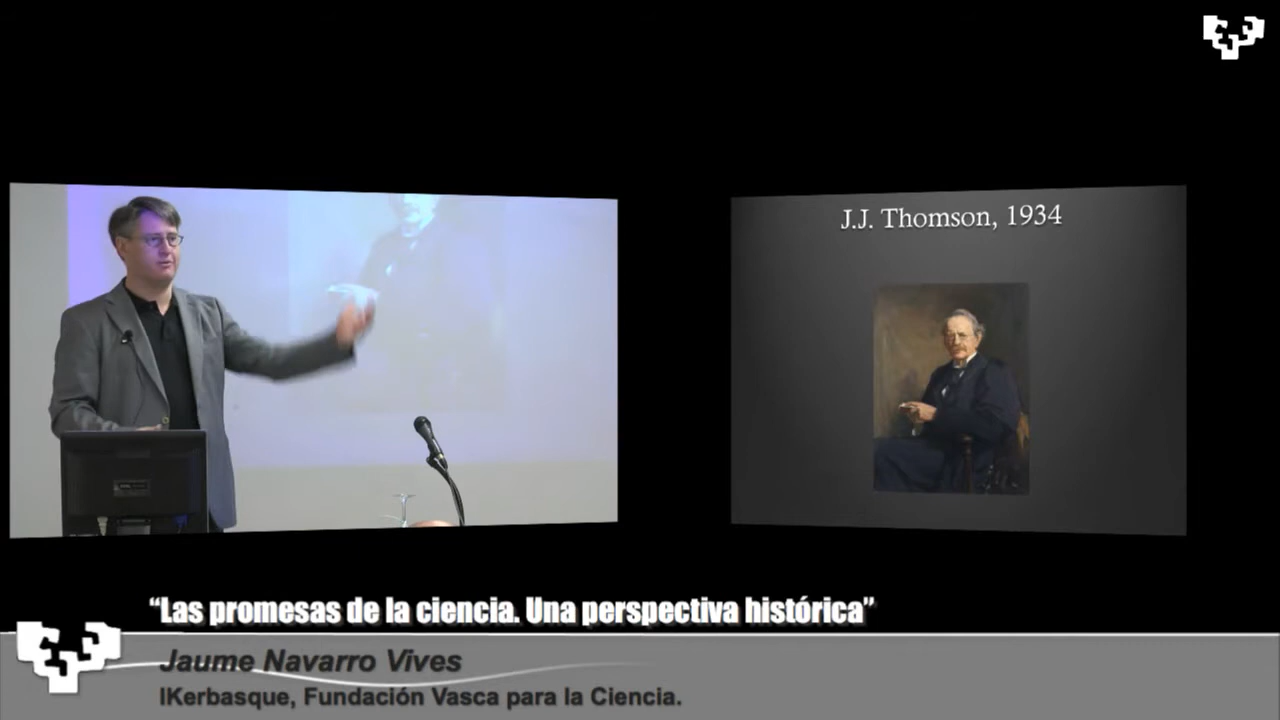 J.J. Thomson, 1934
“Las promesas de la ciencia. Una perspectiva histórica”
Jaume Navarro Vives
IKerbasque, Fundación Vasca para la Ciencia.